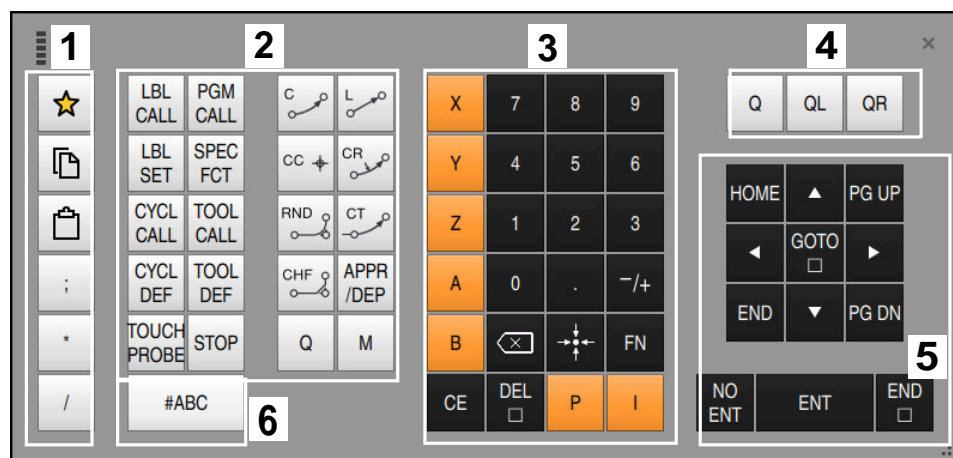 1
2
3
4
×
LBL CALL
PGM CALL
C
L
X
7
8
9
Q
QL
QR
LBL SET
SPEC FCT
CC
CR
Y
4
5
6
HOME
PG UP
CYCL CALL
TOOL CALL
RND
CT
Z
1
2
3
GOTO
;
CYCL DEF
TOOL DEF
CHF
APPR /DEP
A
0
.
−/+
END
PG DN
*
TOUCH PROBE
STOP
Q
M
B
FN
5
/
#ABC
6
CE
DEL
P
I
NO ENT
ENT
END